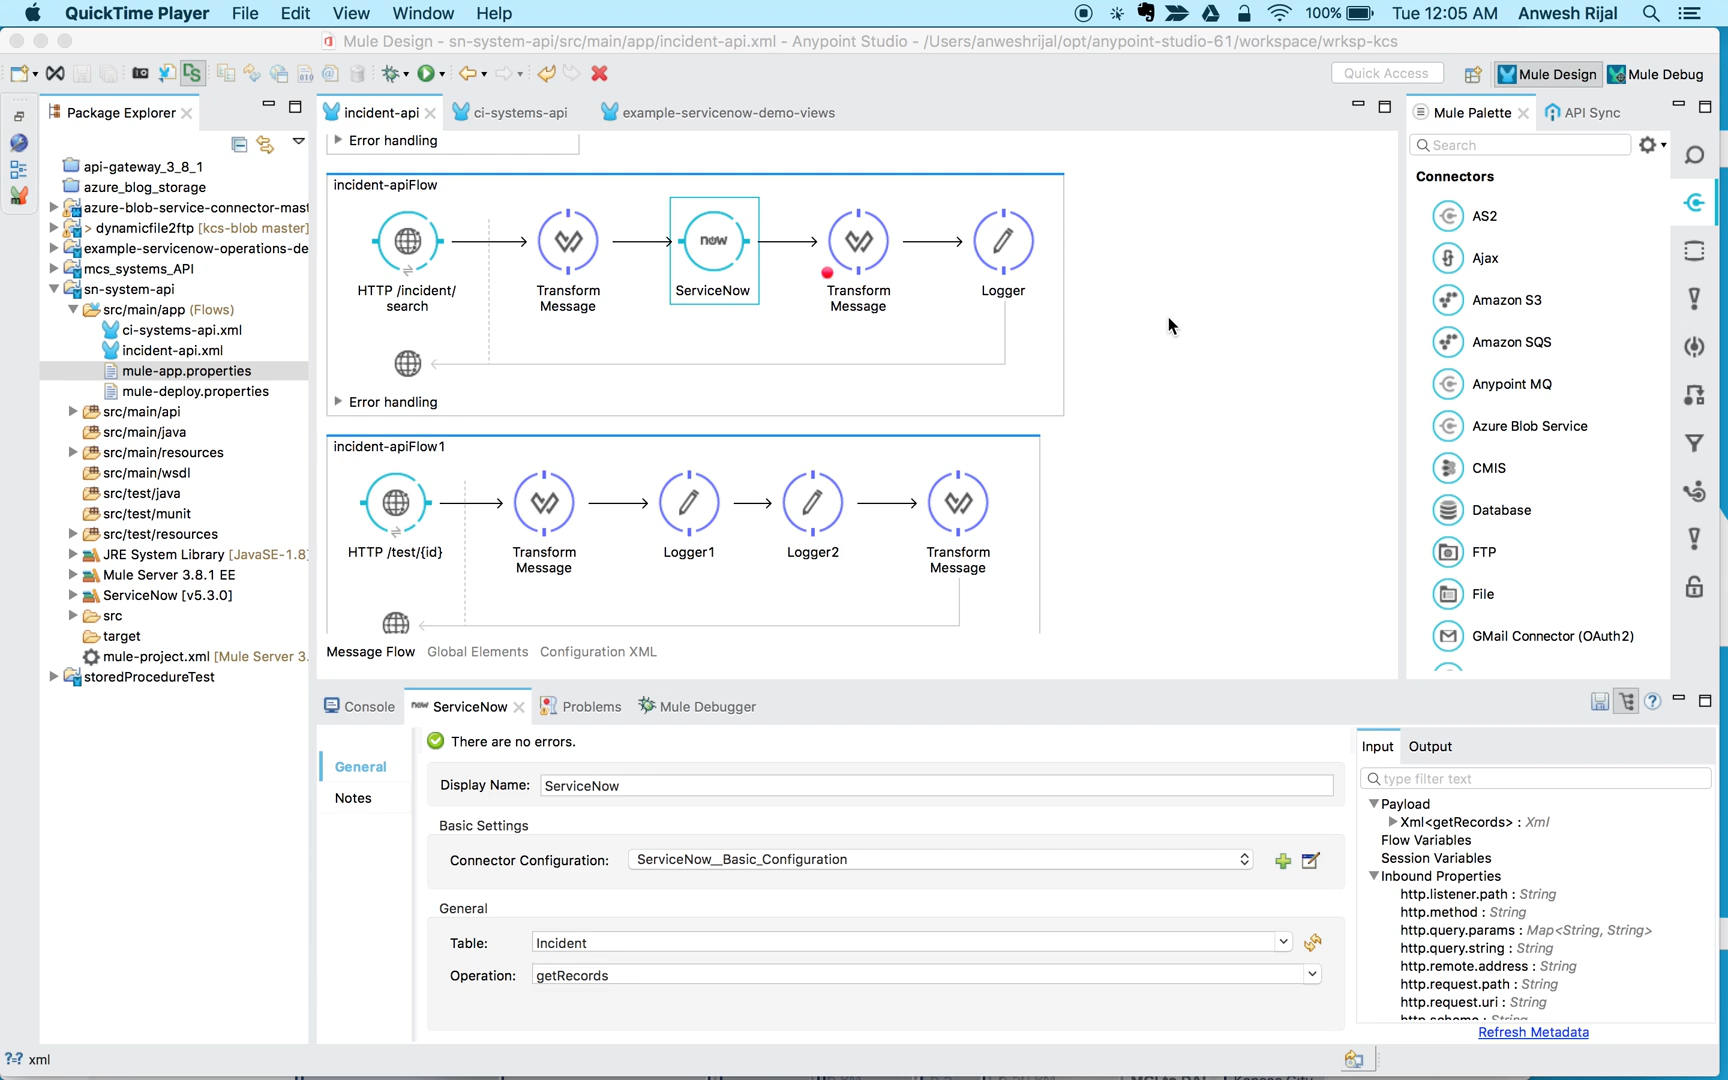 QuickTime Player File Edit View Window Help 100% Tue 12:05 AM Anwesh Rijal
Mule Design - sn-system-api/src/main/app/incident-api.xml - Anypoint Studio - /Users/anweshrijal/opt/anypoint-studio-61/workspace/wrksp-kcs
Quick Access Mule Design Mule Debug
Package Explorer
api-gateway_3_8_1
azure_blog_storage
azure-blob-service-connector-mast
> dynamicfile2ftp [kcs-blob master]
example-servicenow-operations-de
mcs_systems_API
sn-system-api
src/main/app (Flows)
ci-systems-api.xml
incident-api.xml
mule-app.properties
mule-deploy.properties
src/main/api
src/main/java
src/main/resources
src/main/wsdl
src/test/java
src/test/munit
src/test/resources
JRE System Library [JavaSE-1.8]
Mule Server 3.8.1 EE
ServiceNow [v5.3.0]
src
target
mule-project.xml [Mule Server 3.
storedProcedureTest
incident-api ci-systems-api example-servicenow-demo-views
Error handling
incident-apiFlow
now
HTTP /incident/
search
Transform
Message
ServiceNow
Transform
Message
Logger
Error handling
incident-apiFlow1
HTTP /test/{id}
Transform
Message
Logger1
Logger2
Transform
Message
Message Flow Global Elements Configuration XML
Mule Palette API Sync
Search
Connectors
AS2
Ajax
Amazon S3
Amazon SQS
Anypoint MQ
Azure Blob Service
CMIS
Database
FTP
File
GMail Connector (OAuth2)
Console now ServiceNow Problems Mule Debugger
General
Notes
There are no errors.
Display Name: ServiceNow
Basic Settings
Connector Configuration: ServiceNow__Basic_Configuration
General
Table: Incident
Operation: getRecords
Input Output
type filter text
Payload
Xml<getRecords> : Xml
Flow Variables
Session Variables
Inbound Properties
http.listener.path : String
http.method : String
http.query.params : Map<String, String>
http.query.string : String
http.remote.address : String
http.request.path : String
http.request.uri : String
http.scheme : String
Refresh Metadata
xml